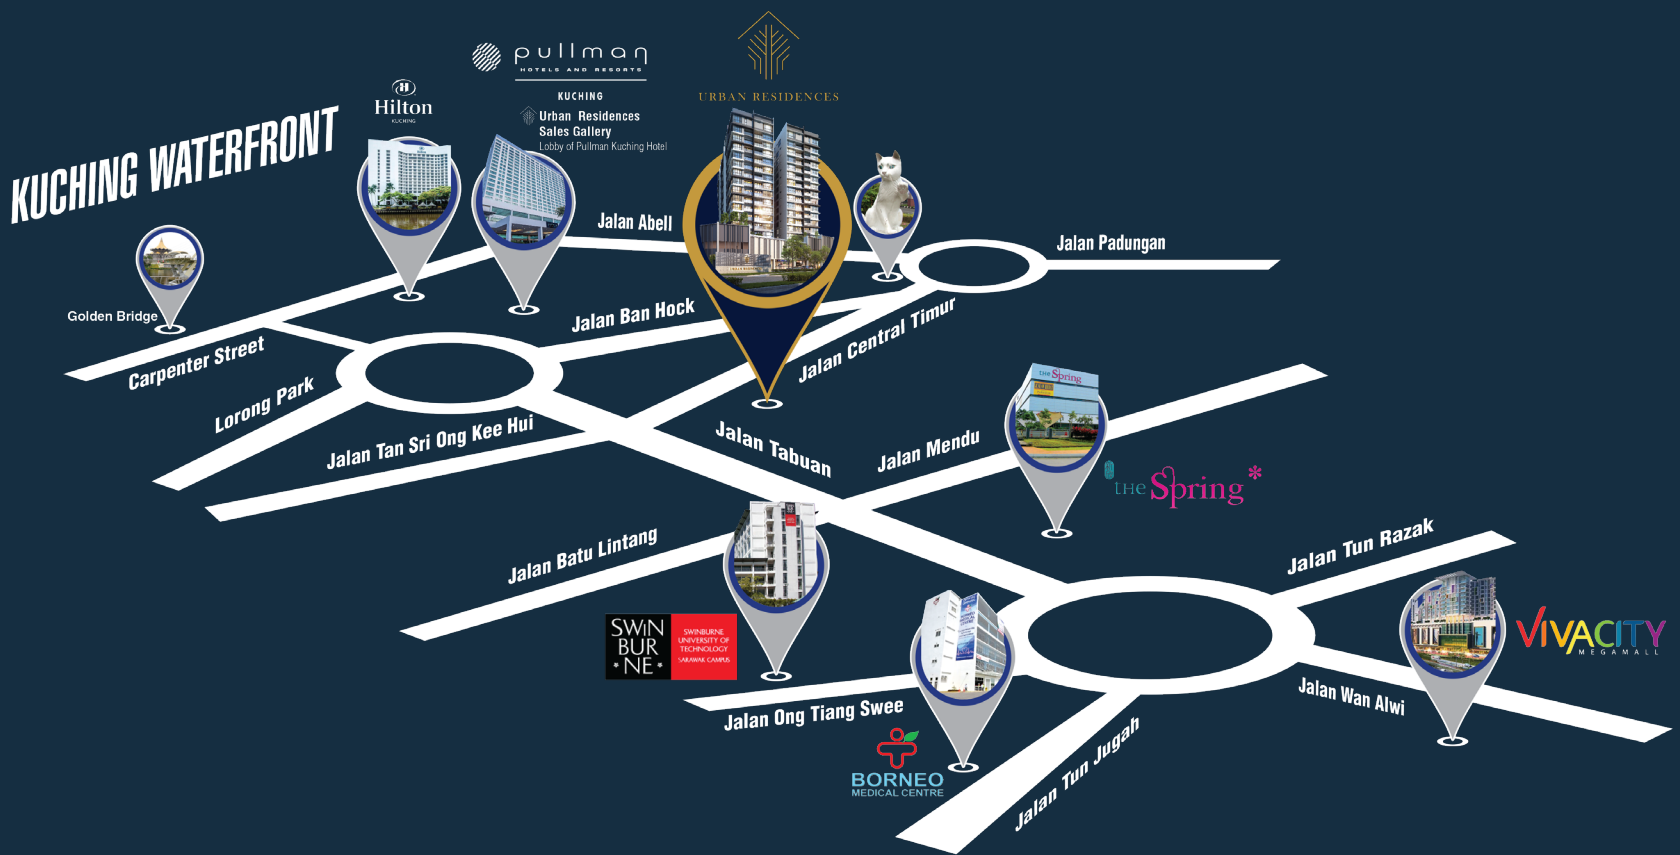 pullman
HOTELS AND RESORTS
KUCHING
Urban Residences
Sales Gallery
Lobby of Pullman Kuching Hotel
URBAN RESIDENCES
Hilton
KUCHING
KUCHING WATERFRONT
Golden Bridge
Carpenter Street
Lorong Park
Jalan Tan Sri Ong Kee Hui
Jalan Abell
Jalan Ban Hock
Jalan Central Timur
Jalan Padungan
Jalan Tabuan
Jalan Mendu
THE Spring
THE Spring*
Jalan Batu Lintang
SWIN
BUR
*NE*
SWINBURNE
UNIVERSITY OF
TECHNOLOGY
SARAWAK CAMPUS
Jalan Ong Tiang Swee
BORNEO
MEDICAL CENTRE
Jalan Tun Jugah
Jalan Tun Razak
Jalan Wan Alwi
VIVACITY
MEGAMALL